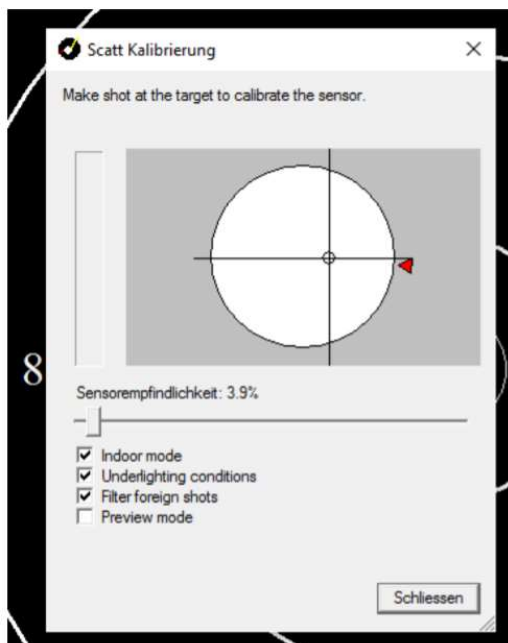 Scatt Kalibrierung
Make shot at the target to calibrate the sensor.
8
Sensorempfindlichkeit: 3.9%
Indoor mode
Underlighting conditions
Filter foreign shots
Preview mode
Schliessen